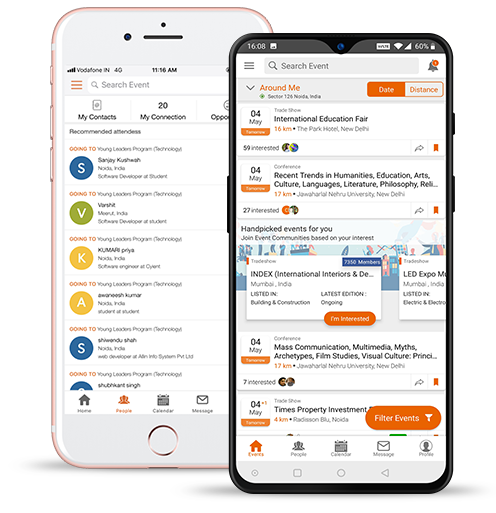 Vodafone IN 4G
11:16 AM
Search Event
My Contacts
20
My Connection
Recommended attendess
GOING TO Young Leaders Program (Technology)
S
Sanjay Kushwah
Noida, India
Software Developer at Student
GOING TO Young Leaders Program (Technology)
V
Varshit
Meerut, India
Software Developer at student
GOING TO Young Leaders Program (Technology)
K
KUMARI priya
Noida, India
Software engineer at Cyient
GOING TO Young Leaders Program (Technology)
A
awaneesh kumar
Noida, India
student at student
GOING TO Young Leaders Program (Technology)
S
shiwendu shah
Noida, India
web developer at Allin Info System Pvt Ltd
GOING TO Young Leaders Program (Technology)
S
shubhkant singh
Home
People
Calendar
Message
16:08
60%
Search Event
Around Me
Sector 126 Noida, India
Date
Distance
Trade Show
04
May
Tomorrow
International Education Fair
16 km • The Park Hotel, New Delhi
59 interested
Conference
04
May
Tomorrow
Recent Trends in Humanities, Education, Arts,
Culture, Languages, Literature, Philosophy, Reli...
17 km • Jawaharlal Nehru University, New Delhi
27 interested
Handpicked events for you
Join Event Communities based on your interest
Tradeshow
7350 Members
INDEX (International Interiors & De...
Mumbai, India
LISTED IN:
Building & Construction
LATEST EDITION :
Ongoing
I'm Interested
Tradeshow
LED Expo Mu
Mumbai, India
LISTED IN:
Electric & Electro
Conference
04
May
Tomorrow
Mass Communication, Multimedia, Myths,
Archetypes, Film Studies, Visual Culture: Princi...
17 km • Jawaharlal Nehru University, New Delhi
7 interested
Trade Show
04 +1
May
Tomorrow
Times Property Investment
4 km • Radisson Blu, Noida
Filter Events
Events
People
Calendar
Message
Profile